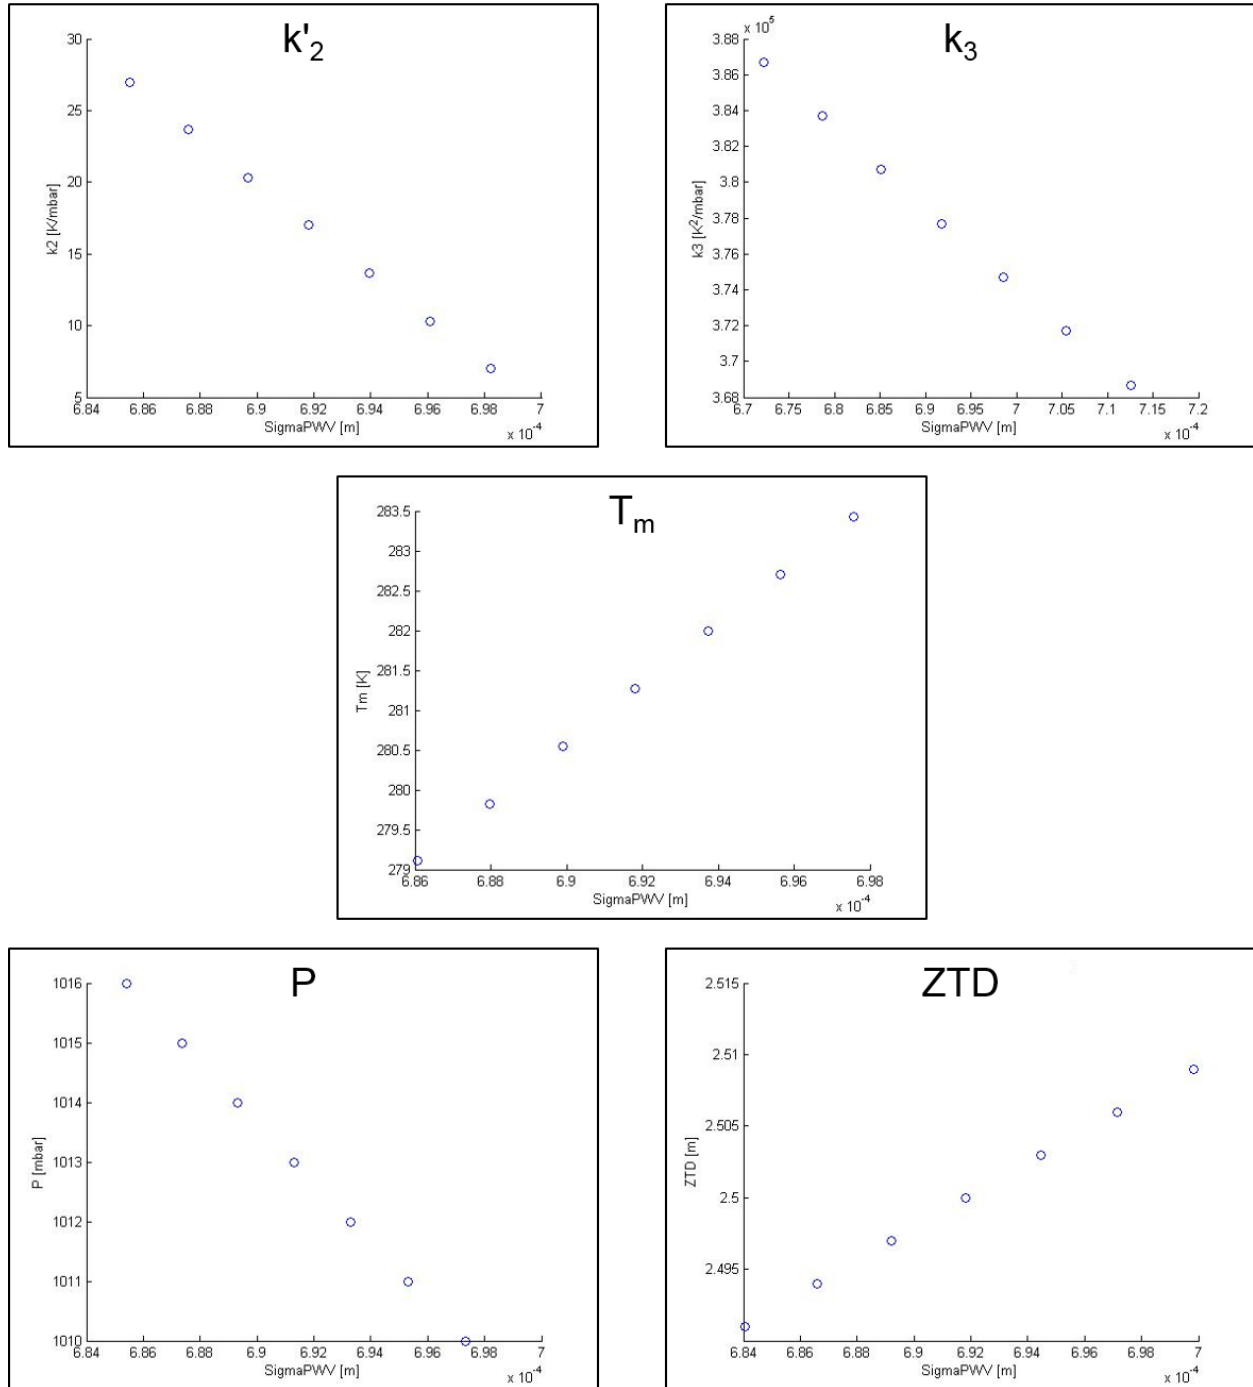 k'2
30
25
20
15
10
5
k2 [K/mbar]
6.84 6.86 6.88 6.9 6.92 6.94 6.96 6.98 7
SigmaPWV [m]
x 10-4
k3
x 10^5
3.88
3.86
3.84
3.82
3.8
3.78
3.76
3.74
3.72
3.7
3.68
k3 [K^2/mbar]
6.7 6.75 6.8 6.85 6.9 6.95 7 7.05 7.1 7.15 7.2
SigmaPWV [m]
x 10-4
Tm
283.5
283
282.5
282
281.5
281
280.5
280
279.5
279
Tm [K]
6.86 6.88 6.9 6.92 6.94 6.96 6.98
SigmaPWV [m]
x 10-4
P
1016
1015
1014
1013
1012
1011
1010
P [mbar]
6.84 6.86 6.88 6.9 6.92 6.94 6.96 6.98 7
SigmaPWV [m]
x 10-4
ZTD
2.515
2.51
2.505
2.5
2.495
ZTD [m]
6.84 6.86 6.88 6.9 6.92 6.94 6.96 6.98 7
SigmaPWV [m]
x 10-4